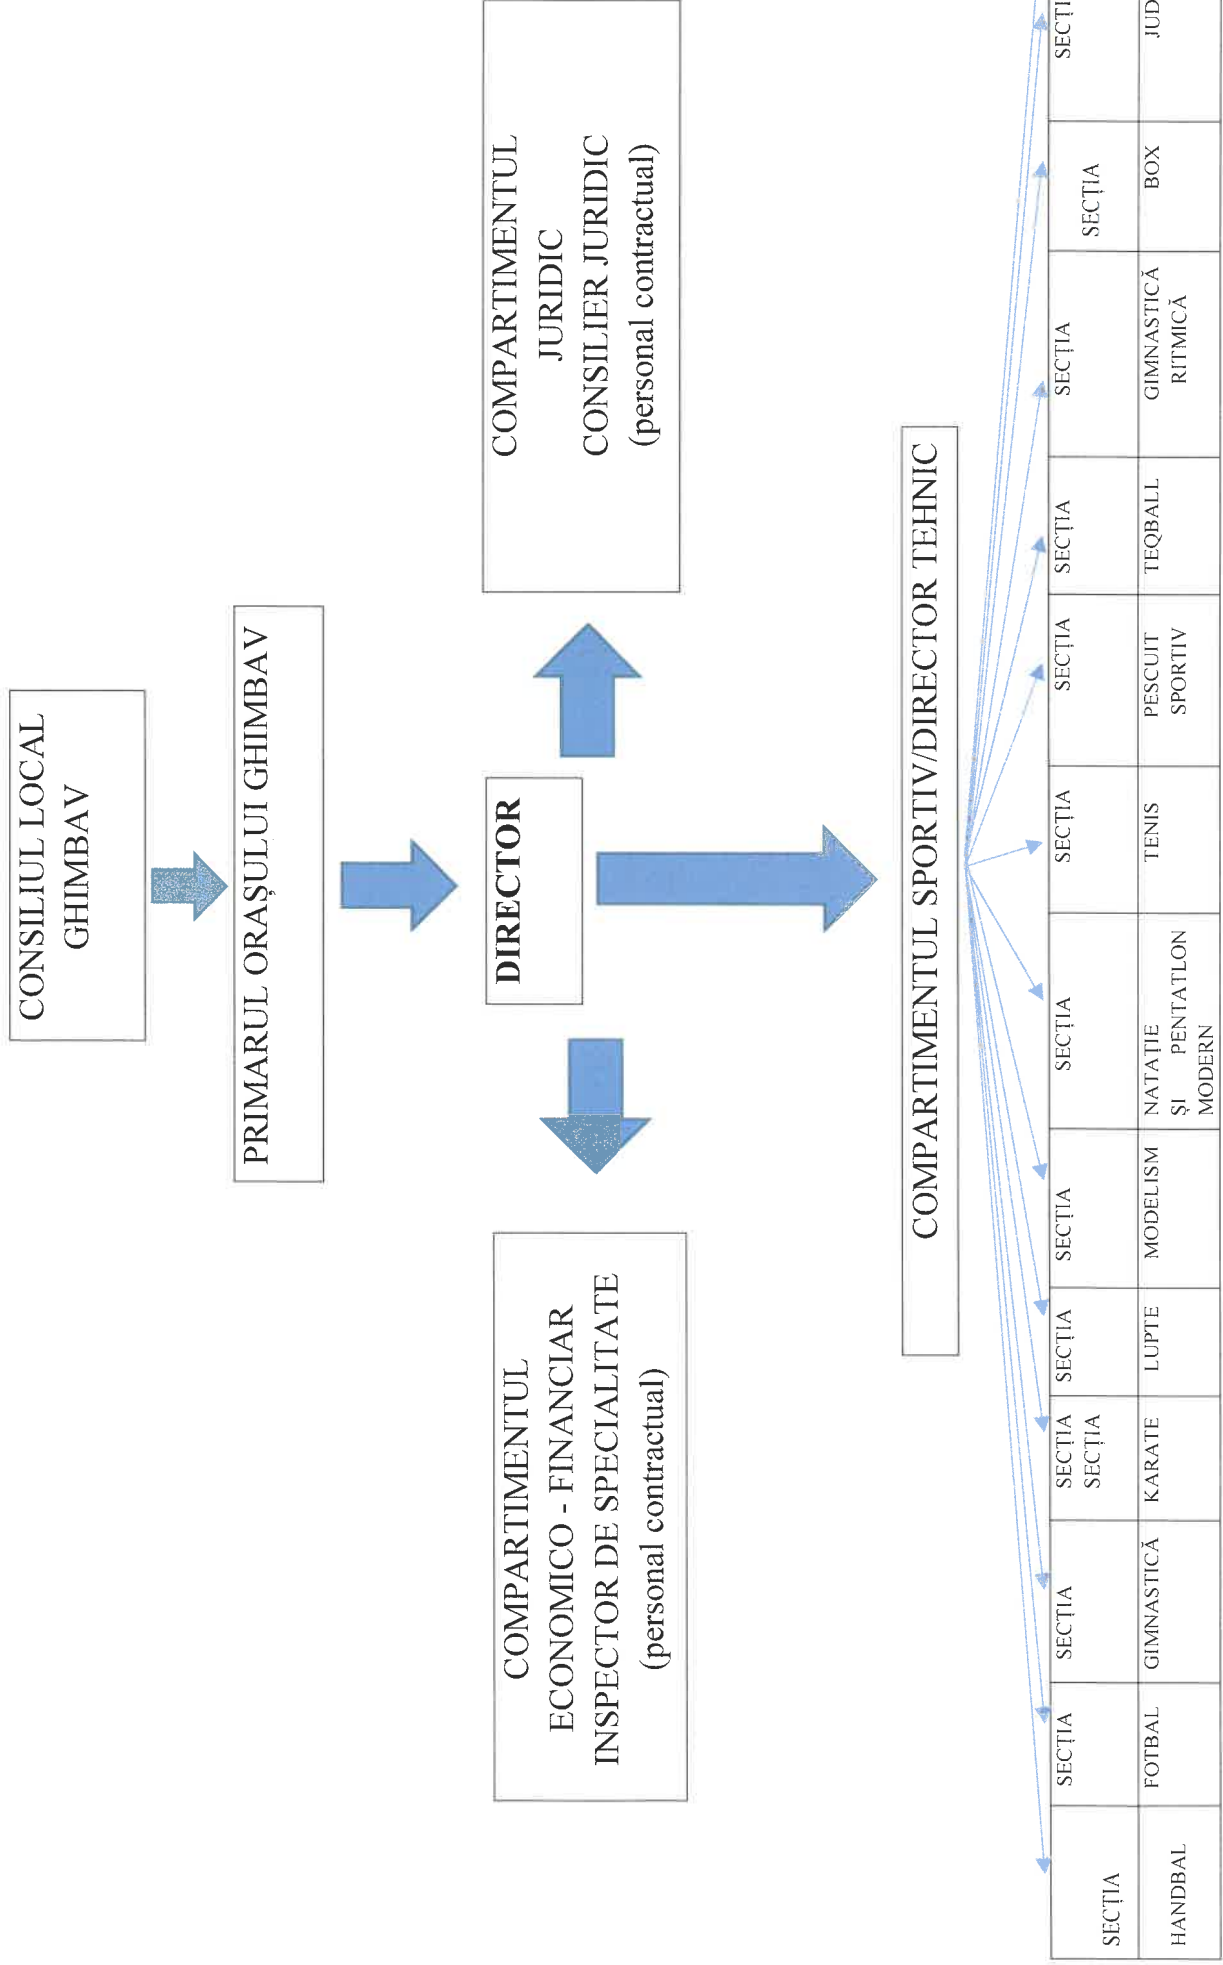 CONSILIUL LOCAL
GHIMBAV
PRIMARUL ORAȘULUI GHIMBAV
COMPARTIMENTUL
ECONOMICO - FINANCIAR
INSPECTOR DE SPECIALITATE
(personal contractual)
DIRECTOR
COMPARTIMENTUL
JURIDIC
CONSILIER JURIDIC
(personal contractual)
COMPARTIMENTUL SPORTIV/DIRECTOR TEHNIC
SECȚIA
HANDBAL
SECȚIA
FOTBAL
SECȚIA
GIMNASTICĂ
SECȚIA
SECȚIA
KARATE
SECȚIA
LUPTE
SECȚIA
MODELISM
SECȚIA
NATAȚIE
ȘI PENTATLON
MODERN
SECȚIA
TENIS
SECȚIA
PESCUIT
SPORTIV
SECȚIA
TEQBALL
SECȚIA
GIMNASTICĂ
RITMICĂ
SECȚIA
BOX
SECȚI
JUD